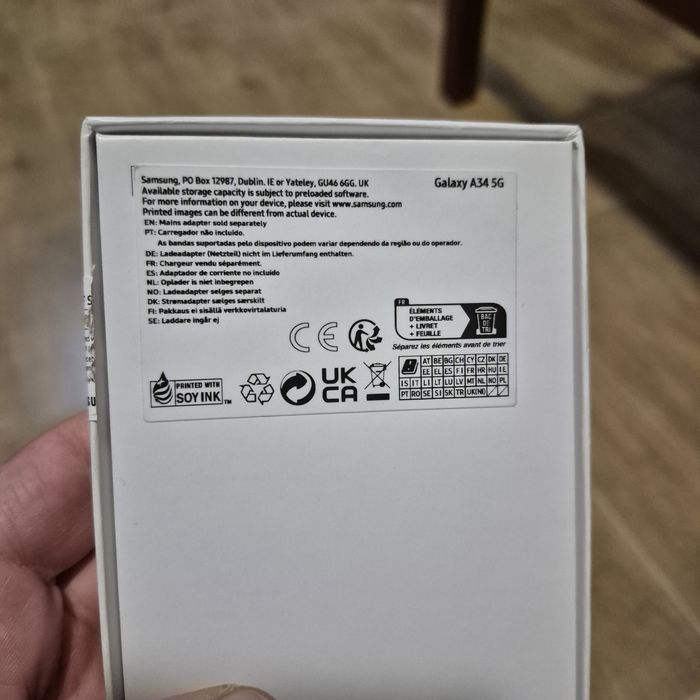 Samsung, PO Box 12987, Dublin. IE or Yateley, GU46 6GG. UK
Galaxy A34 5G
Available storage capacity is subject to preloaded software.
For more information on your device, please visit www.samsung.com
Printed images can be different from actual device.
EN: Mains adapter sold separately
PT: Carregador não incluído.
As bandas suportadas pelo dispositivo podem variar dependendo da região ou do operador.
DE: Ladeadapter (Netzteil) nicht im Lieferumfang enthalten.
FR: Chargeur vendu séparément.
ES: Adaptador de corriente no incluido
NL: Oplader is niet inbegrepen
NO: Ladeadapter selges separat
DK: Strømadapter sælges særskilt
FI: Pakkaus ei sisällä verkkovirtalaturia
SE: Laddare ingår ej
CE
FR
ÉLÉMENTS
D'EMBALLAGE
+ LIVRET
+ FEUILLE
BAC
DE
TRI
Séparez les éléments avant de trier
PRINTED WITH
SOY INK™
UK
CA
AT BE BG CH CY CZ DK DE
EE EL ES FI FR HR HU IE
IS IT LI LT LU LV MT NL NO PL
PT RO SE SI SK TR UK(NI)